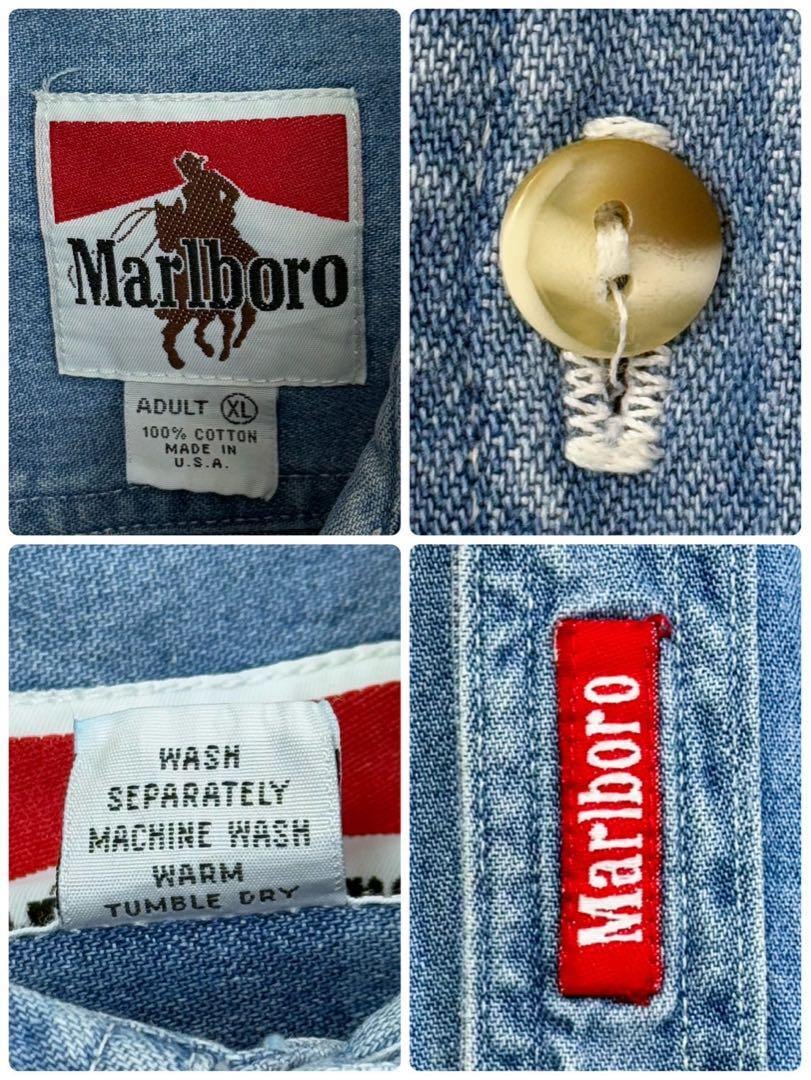 Marlboro
ADULT XL
100% COTTON
MADE IN
U.S.A.
WASH
SEPARATELY
MACHINE WASH
WARM
TUMBLE DRY
Marlboro